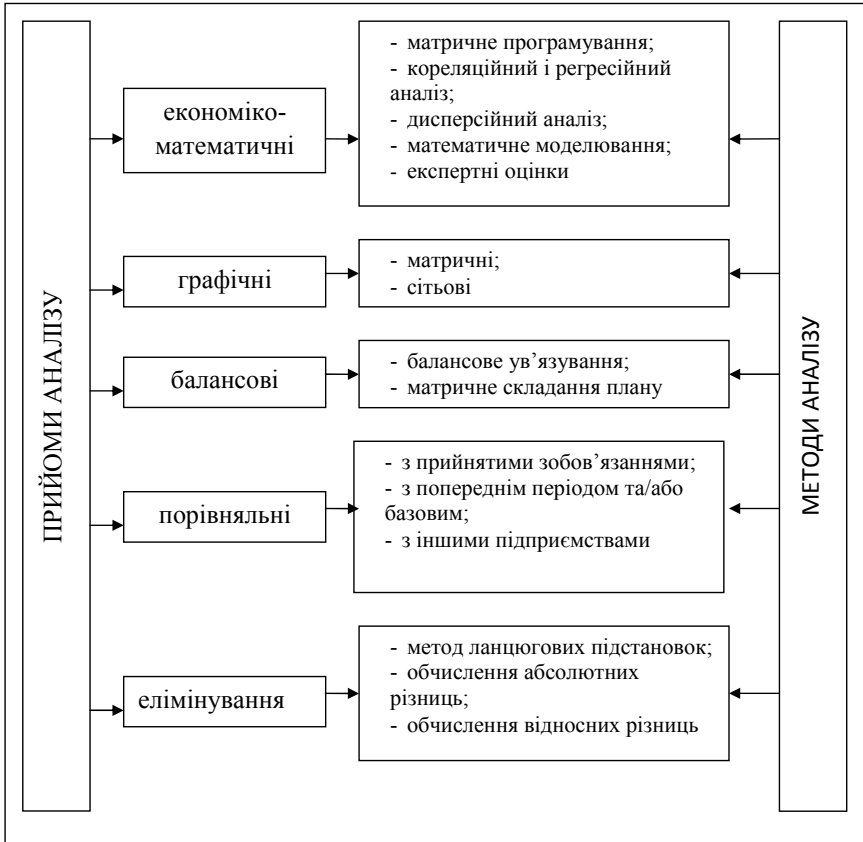 ПРИЙОМИ АНАЛІЗУ
економіко-
математичні
- матричне програмування;
- кореляційний і регресійний
аналіз;
- дисперсійний аналіз;
- математичне моделювання;
- експертні оцінки
графічні
- матричні;
- сітьові
балансові
- балансове ув’язування;
- матричне складання плану
порівняльні
- з прийнятими зобов’язаннями;
- з попереднім періодом та/або
базовим;
- з іншими підприємствами
елімінування
- метод ланцюгових підстановок;
- обчислення абсолютних
різниць;
- обчислення відносних різниць
МЕТОДИ АНАЛІЗУ